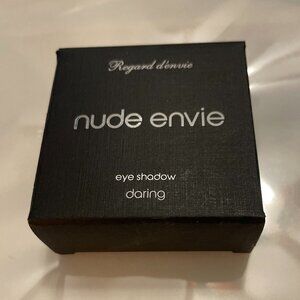 Regard d'envie
nude envie
eye shadow
daring